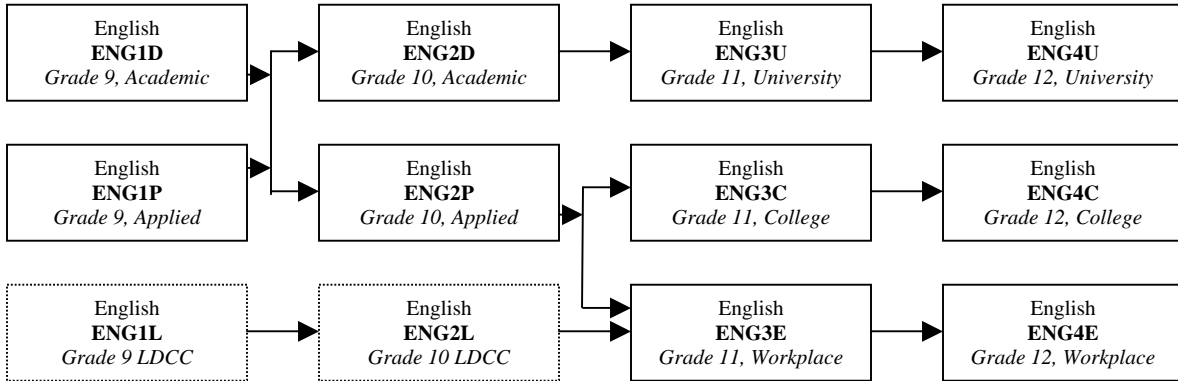 English
ENG1D
Grade 9, Academic
English
ENG2D
Grade 10, Academic
English
ENG3U
Grade 11, University
English
ENG4U
Grade 12, University
English
ENG1P
Grade 9, Applied
English
ENG2P
Grade 10, Applied
English
ENG3C
Grade 11, College
English
ENG4C
Grade 12, College
English
ENG1L
Grade 9 LDCC
English
ENG2L
Grade 10 LDCC
English
ENG3E
Grade 11, Workplace
English
ENG4E
Grade 12, Workplace